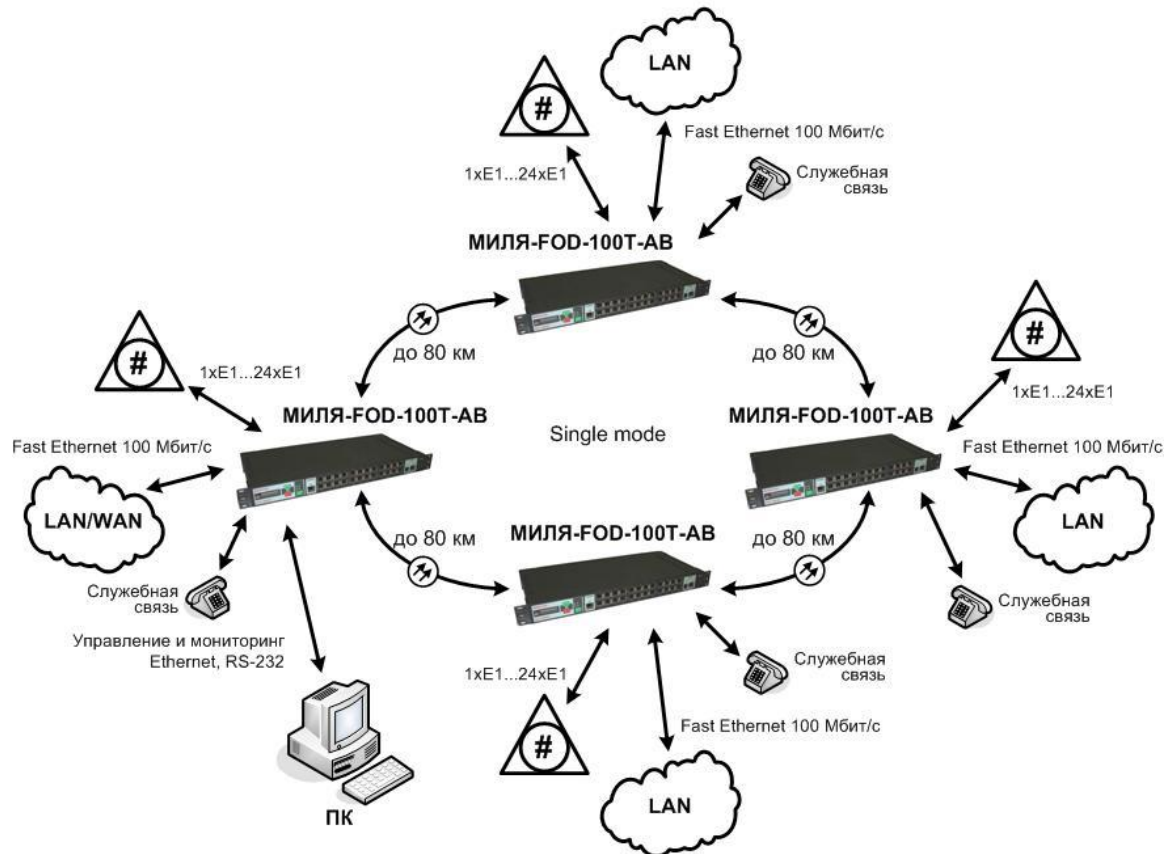 LAN
#
Fast Ethernet 100 Мбит/с
1xE1...24xE1
Служебная
связь
МИЛЯ-FOD-100T-AB
до 80 км
до 80 км
#
1xE1...24xE1
#
1xE1...24xE1
МИЛЯ-FOD-100T-AB
Single mode
МИЛЯ-FOD-100T-AB
Fast Ethernet 100 Мбит/с
Fast Ethernet 100 Мбит/с
LAN/WAN
LAN
до 80 км
МИЛЯ-FOD-100T-AB
до 80 км
Служебная
связь
Служебная
связь
Управление и мониторинг
Ethernet, RS-232
1xE1...24xE1
Служебная
связь
#
Fast Ethernet 100 Мбит/с
LAN
ПК